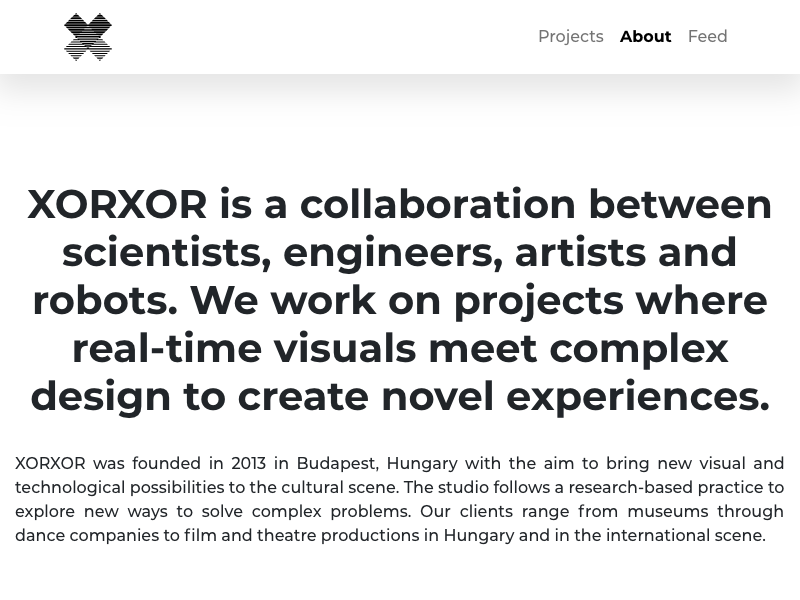 Projects About Feed
XORXOR is a collaboration between
scientists, engineers, artists and
robots. We work on projects where
real-time visuals meet complex
design to create novel experiences.
XORXOR was founded in 2013 in Budapest, Hungary with the aim to bring new visual and
technological possibilities to the cultural scene. The studio follows a research-based practice to
explore new ways to solve complex problems. Our clients range from museums through
dance companies to film and theatre productions in Hungary and in the international scene.